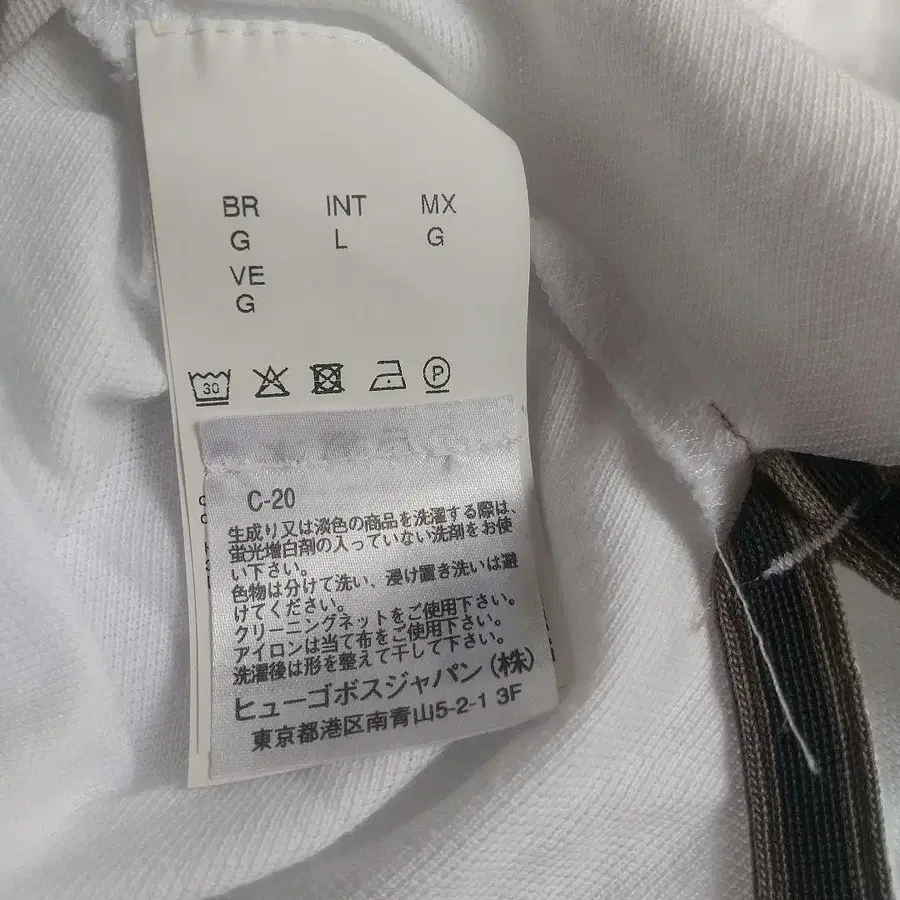 BR INT MX
G L G
VE
G
30
P
C-20
生成り又は淡色の商品を洗濯する際は、
蛍光増白剤の入っていない洗剤をお使
い下さい。
色物は分けて洗い、浸け置き洗いは避
けてください。
クリーニングネットをご使用下さい。
アイロンは当て布をご使用下さい。
洗濯後は形を整えて干して下さい。
ヒューゴボスジャパン(株)
東京都港区南青山5-2-1 3F